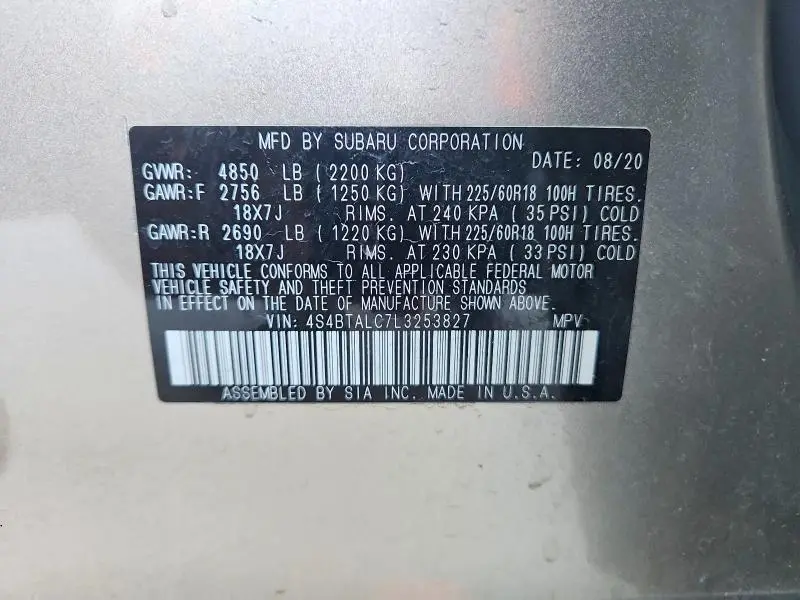 MFD BY SUBARU CORPORATION
DATE: 08/20
GVWR: 4850 LB ( 2200 KG)
GAWR:F 2756 LB ( 1250 KG) WITH 225/60R18 100H TIRES.
18X7J RIMS. AT 240 KPA ( 35 PSI) COLD
GAWR:R 2690 LB ( 1220 KG) WITH 225/60R18 100H TIRES.
18X7J RIMS. AT 230 KPA ( 33 PSI) COLD
THIS VEHICLE CONFORMS TO ALL APPLICABLE FEDERAL MOTOR
VEHICLE SAFETY AND THEFT PREVENTION STANDARDS
IN EFFECT ON THE DATE OF MANUFACTURE SHOWN ABOVE.
VIN: 4S4BTALC7L3253827 MPV
ASSEMBLED BY SIA INC. MADE IN U.S.A.